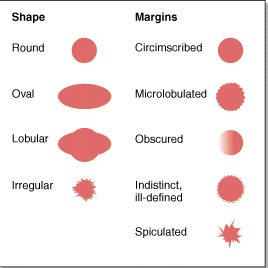 Shape
Margins
Round
Circimscribed
Oval
Microlobulated
Lobular
Obscured
Irregular
Indistinct,
ill-defined
Spiculated